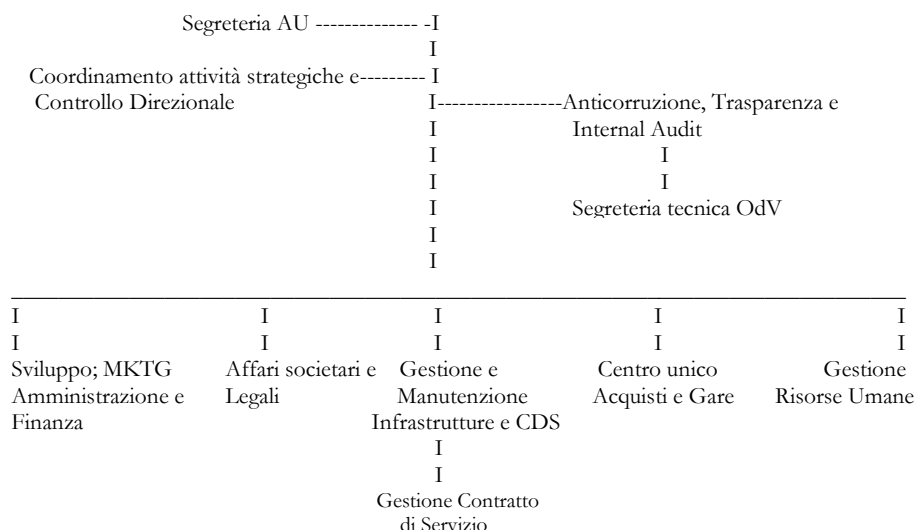 Segreteria AU -------------- -I
I
Coordinamento attività strategiche e--------- I
Controllo Direzionale I-----------------Anticorruzione, Trasparenza e
I Internal Audit
I I
I I
I Segreteria tecnica OdV
I
I
I I I I I
I I I I I
Sviluppo; MKTG Affari societari e Gestione e Centro unico Gestione
Amministrazione e Legali Manutenzione Acquisti e Gare Risorse Umane
Finanza Infrastrutture e CDS
I
I
Gestione Contratto
di Servizio